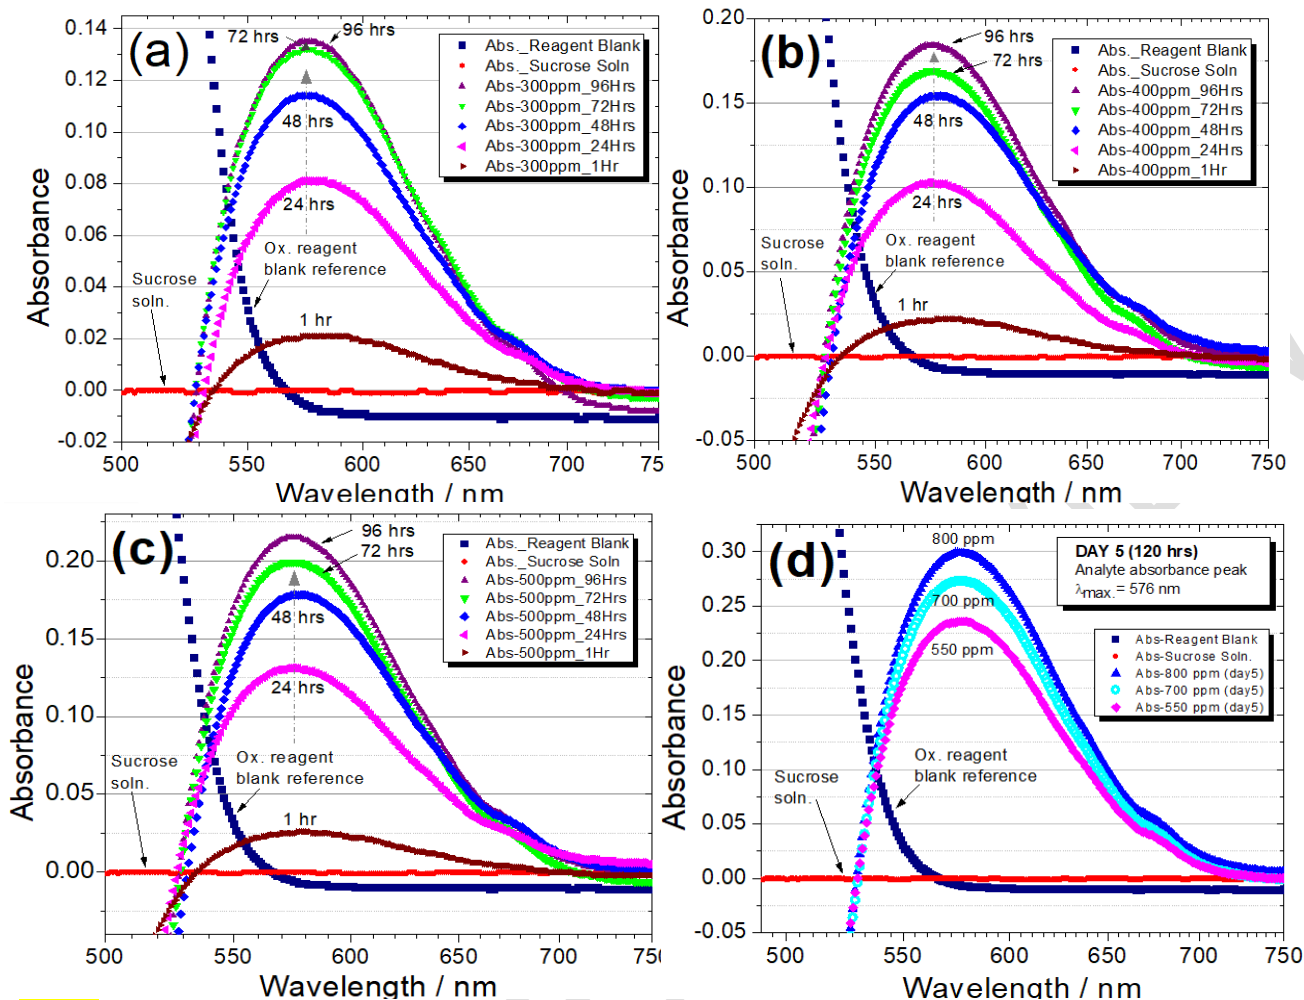 (a)
72 hrs
96 hrs
48 hrs
24 hrs
1 hr
Ox. reagent
blank reference
Sucrose
soln.
Abs._Reagent Blank
Abs._Sucrose Soln
Abs-300ppm_96Hrs
Abs-300ppm_72Hrs
Abs-300ppm_48Hrs
Abs-300ppm_24Hrs
Abs-300ppm_1Hr
0.14
0.12
0.10
0.08
0.06
0.04
0.02
0.00
-0.02
Absorbance
500 550 600 650 700 75
Wavelength / nm
(b)
96 hrs
72 hrs
48 hrs
24 hrs
1 hr
Ox. reagent
blank reference
Sucrose
soln.
Abs._Reagent Blank
Abs._Sucrose Soln
Abs-400ppm_96Hrs
Abs-400ppm_72Hrs
Abs-400ppm_48Hrs
Abs-400ppm_24Hrs
Abs-400ppm_1Hr
0.20
0.15
0.10
0.05
0.00
-0.05
Absorbance
500 550 600 650 700 750
Wavelength / nm
(c)
96 hrs
72 hrs
48 hrs
24 hrs
1 hr
Ox. reagent
blank reference
Sucrose
soln.
Abs._Reagent Blank
Abs._Sucrose Soln
Abs-500ppm_96Hrs
Abs-500ppm_72Hrs
Abs-500ppm_48Hrs
Abs-500ppm_24Hrs
Abs-500ppm_1Hr
0.20
0.15
0.10
0.05
0.00
Absorbance
500 550 600 650 700 750
Wavelength / nm
(d)
800 ppm
700 ppm
550 ppm
DAY 5 (120 hrs)
Analyte absorbance peak
λmax.= 576 nm
Abs-Reagent Blank
Abs-Sucrose Soln.
Abs-800 ppm (day5)
Abs-700 ppm (day5)
Abs-550 ppm (day5)
Ox. reagent
blank reference
Sucrose
soln.
0.30
0.25
0.20
0.15
0.10
0.05
0.00
-0.05
Absorbance
500 550 600 650 700 750
Wavelength / nm